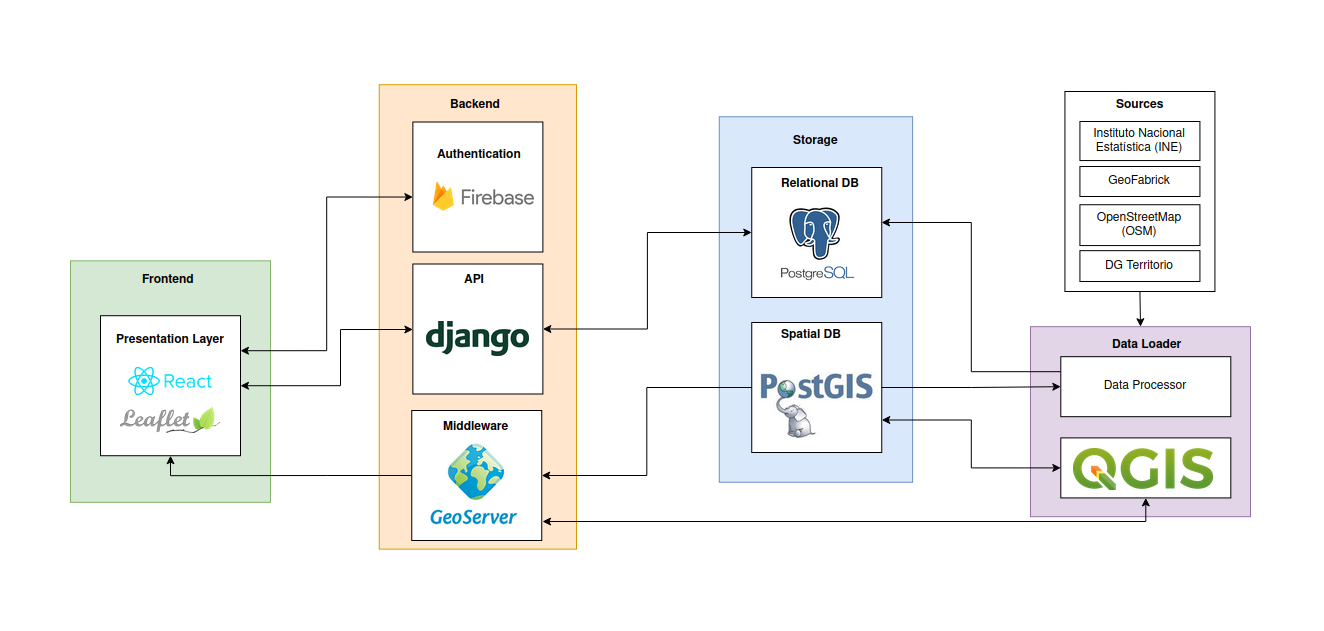 Frontend
Presentation Layer
React
Leaflet
Backend
Authentication
Firebase
API
django
Middleware
GeoServer
Storage
Relational DB
PostgreSQL
Spatial DB
PostGIS
Sources
Instituto Nacional
Estatística (INE)
GeoFabrick
OpenStreetMap
(OSM)
DG Territorio
Data Loader
Data Processor
QGIS